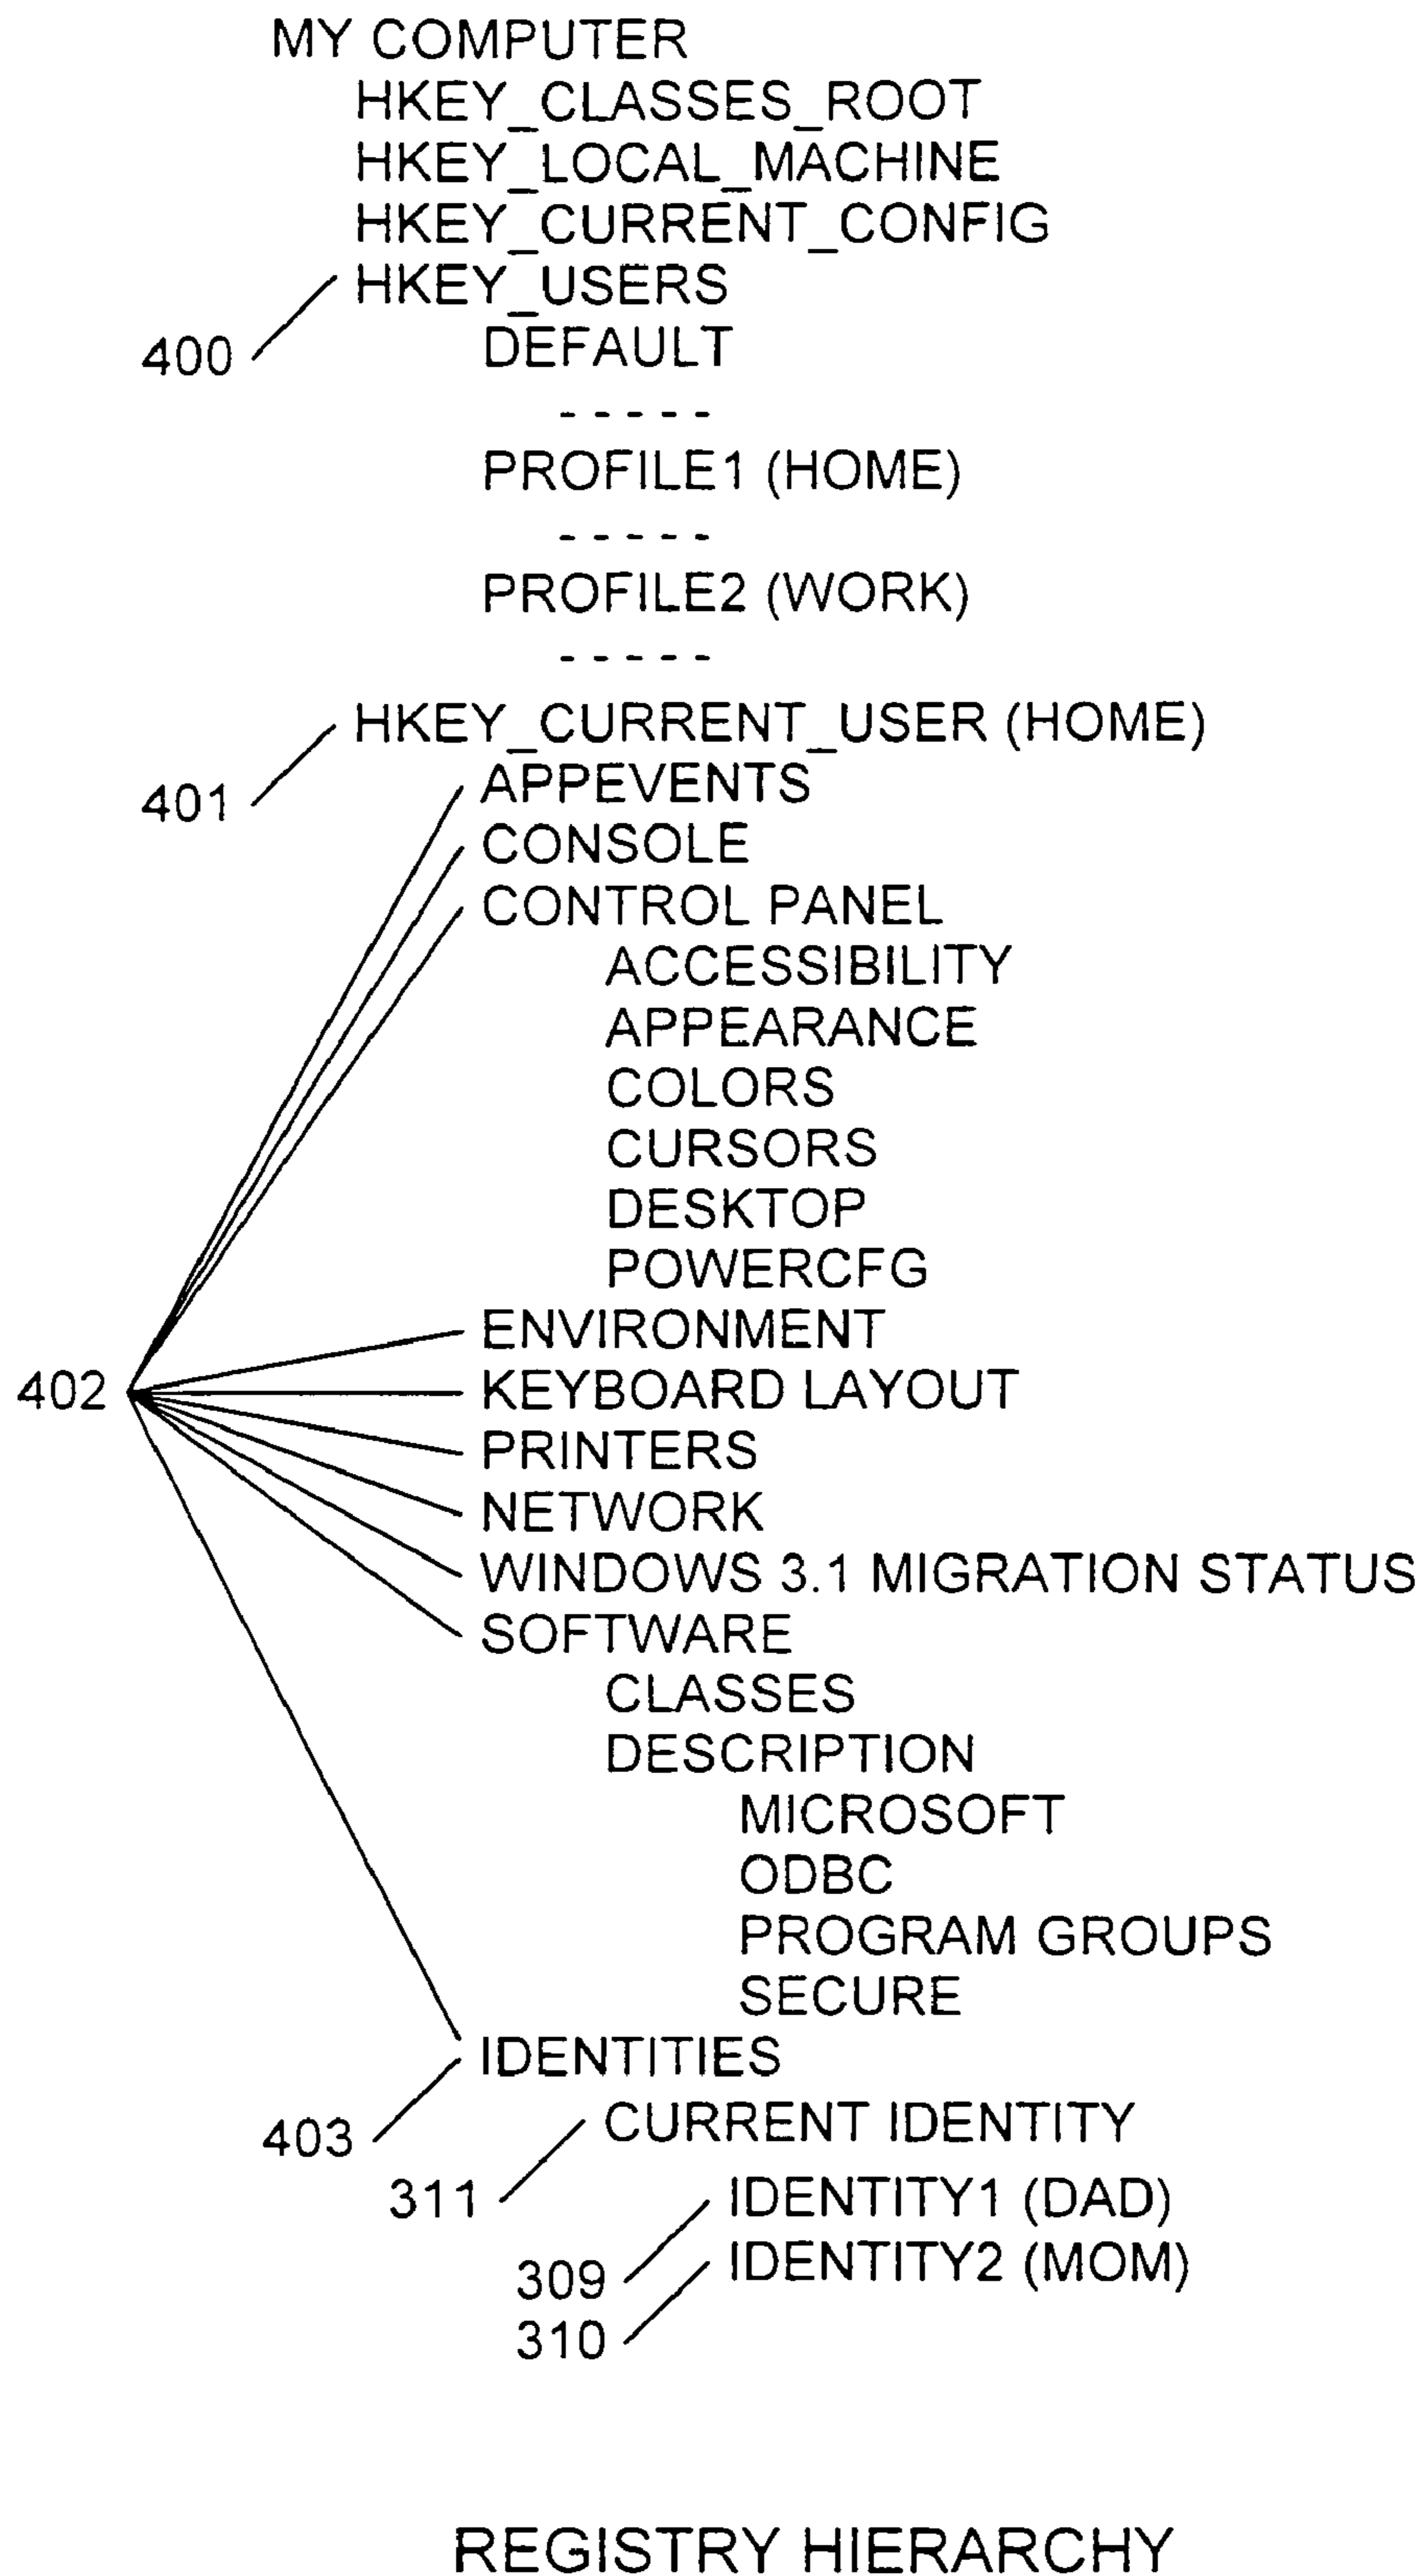 MY COMPUTER
HKEY_CLASSES_ROOT
HKEY_LOCAL_MACHINE
HKEY_CURRENT_CONFIG
HKEY_USERS
400
DEFAULT
- - - - -
PROFILE1 (HOME)
- - - - -
PROFILE2 (WORK)
- - - - -
HKEY_CURRENT_USER (HOME)
401
APPEVENTS
CONSOLE
CONTROL PANEL
ACCESSIBILITY
APPEARANCE
COLORS
CURSORS
DESKTOP
POWERCFG
ENVIRONMENT
402
KEYBOARD LAYOUT
PRINTERS
NETWORK
WINDOWS 3.1 MIGRATION STATUS
SOFTWARE
CLASSES
DESCRIPTION
MICROSOFT
ODBC
PROGRAM GROUPS
SECURE
IDENTITIES
403
CURRENT IDENTITY
311
IDENTITY1 (DAD)
309
IDENTITY2 (MOM)
310
REGISTRY HIERARCHY